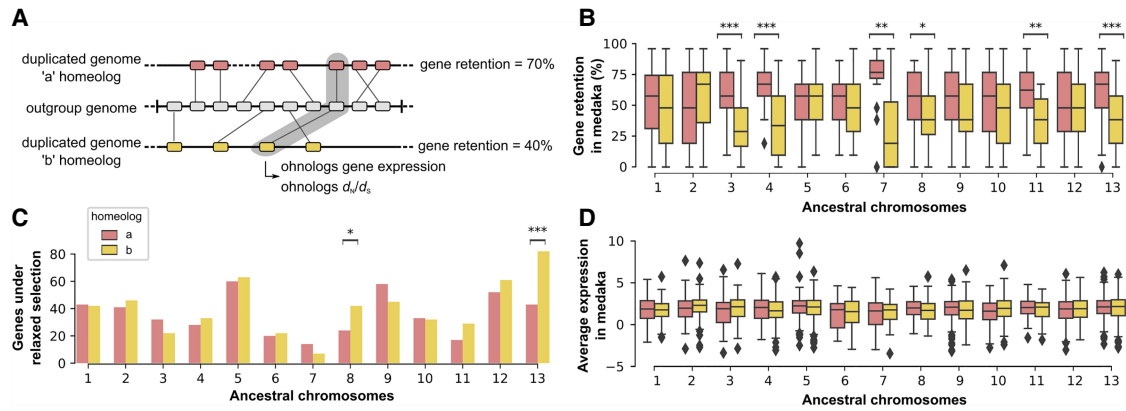 A
duplicated genome
'a' homeolog
gene retention = 70%
outgroup genome
duplicated genome
'b' homeolog
gene retention = 40%
ohnologs gene expression
ohnologs dN/dS
B
*** *** ** * ** ***
Gene retention
in medaka (%)
100
75
50
25
0
1 2 3 4 5 6 7 8 9 10 11 12 13
Ancestral chromosomes
C
homeolog
a
b
* ***
Genes under
relaxed selection
80
60
40
20
0
1 2 3 4 5 6 7 8 9 10 11 12 13
Ancestral chromosomes
D
Average expression
in medaka
10
5
0
−5
1 2 3 4 5 6 7 8 9 10 11 12 13
Ancestral chromosomes